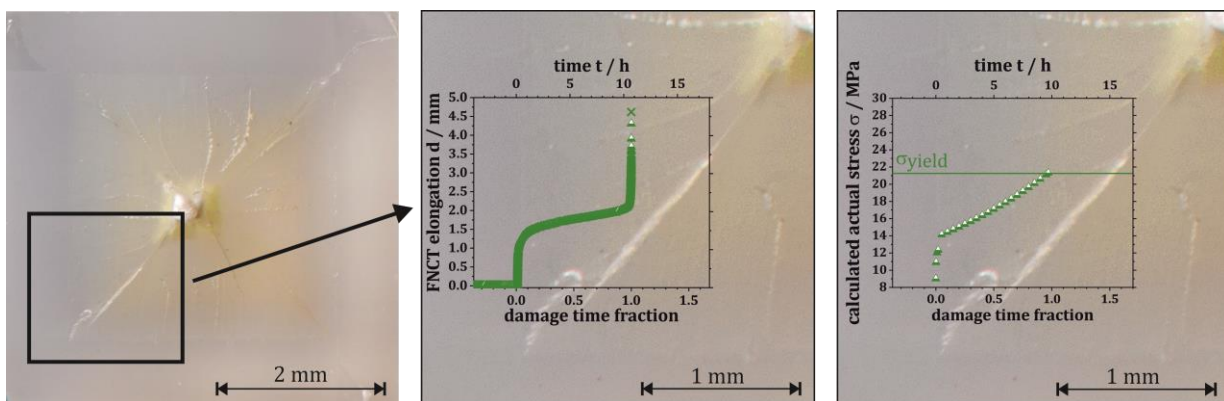 2 mm
time t / h
0 5 10 15
FNCT elongation d / mm
5.0
4.5
4.0
3.5
3.0
2.5
2.0
1.5
1.0
0.5
0.0
0.0 0.5 1.0 1.5
damage time fraction
1 mm
time t / h
0 5 10 15
calculated actual stress σ / MPa
30
28
26
24
22
20
18
16
14
12
10
8
σyield
0.0 0.5 1.0 1.5
damage time fraction
1 mm